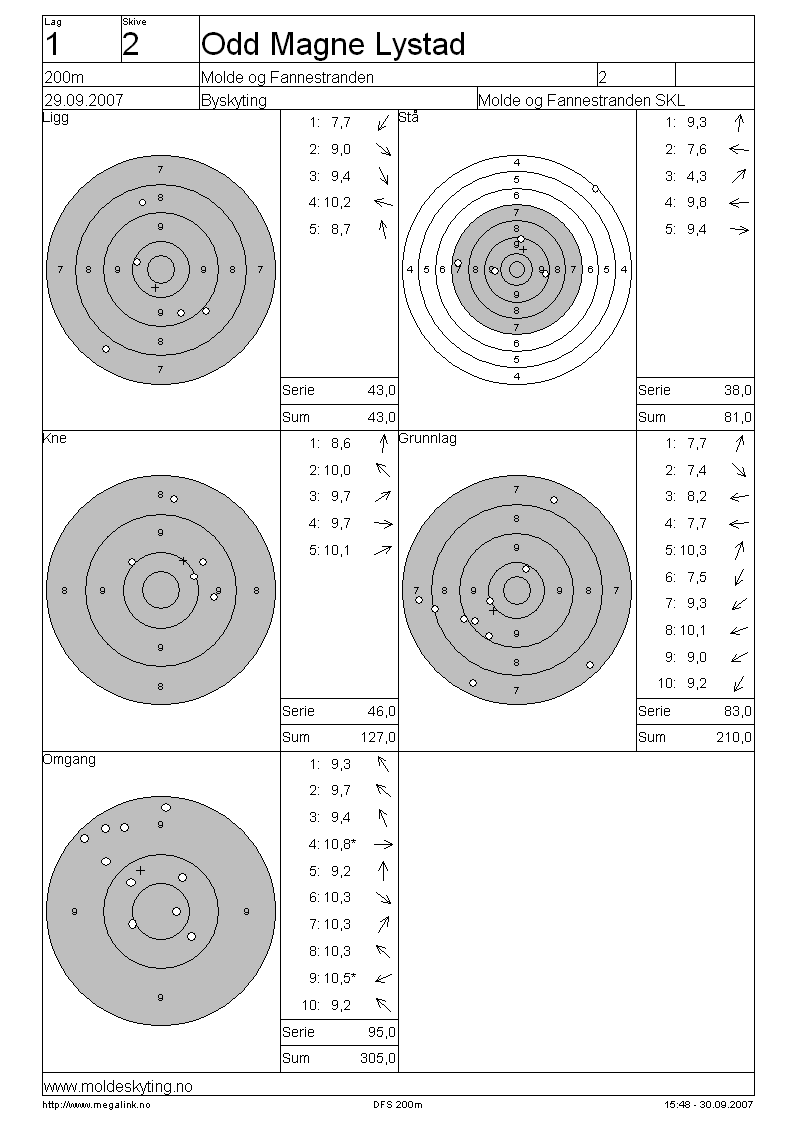 Lag Skive
1 2 Odd Magne Lystad
200m Molde og Fannestranden 2
29.09.2007 Byskyting Molde og Fannestranden SKL
Ligg
7
8
9
7 8 9 9 8 7
9
8
7
1: 7,7
2: 9,0
3: 9,4
4: 10,2
5: 8,7
Serie 43,0
Sum 43,0
Stå
4
5
6
7
8
9
4 5 6 7 8 9 9 8 7 6 5 4
9
8
7
6
5
4
1: 9,3
2: 7,6
3: 4,3
4: 9,8
5: 9,4
Serie 38,0
Sum 81,0
Kne
8
9
8 9 9 8
9
8
1: 8,6
2: 10,0
3: 9,7
4: 9,7
5: 10,1
Serie 46,0
Sum 127,0
Grunnlag
7
8
9
7 8 9 9 8 7
9
8
7
1: 7,7
2: 7,4
3: 8,2
4: 7,7
5: 10,3
6: 7,5
7: 9,3
8: 10,1
9: 9,0
10: 9,2
Serie 83,0
Sum 210,0
Omgang
9
9 9
9
1: 9,3
2: 9,7
3: 9,4
4: 10,8*
5: 9,2
6: 10,3
7: 10,3
8: 10,3
9: 10,5*
10: 9,2
Serie 95,0
Sum 305,0
www.moldeskyting.no
http://www.megalink.no DFS 200m 15:48 - 30.09.2007